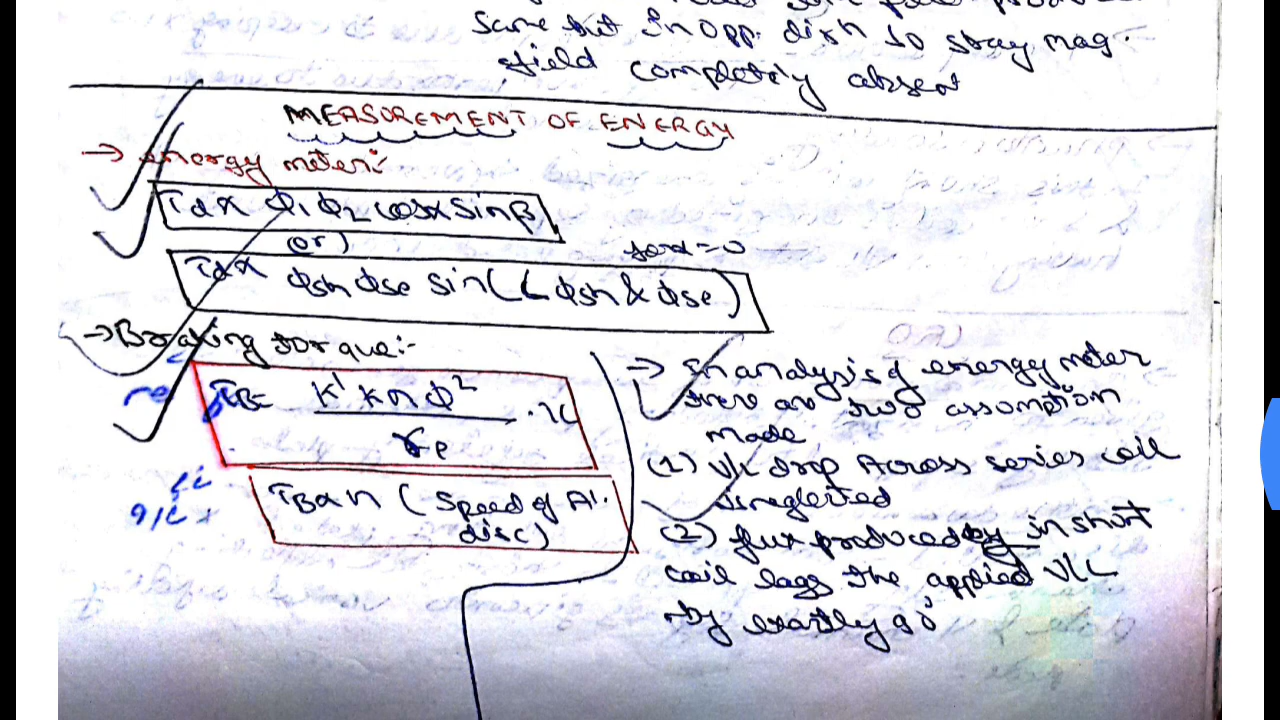 same but in opp. dirn so stray mag.
field completely absent
MEASUREMENT OF ENERGY
→ energy meter:-
Td α Φ1 Φ2 cosα sinβ
(or)
for α = 0
Td α Φsh Φse sin(∠Φsh & Φse)
→ Braking torque:-
TB = K' K n Φ² / re · r
TB α n (Speed of Al. disc)
→ In analysis of energy meter
there are two assumption
made
(1) V/L drop Across series coil
is neglected
(2) flux produced by in shunt
coil lags the applied V/L
by exactly 90°